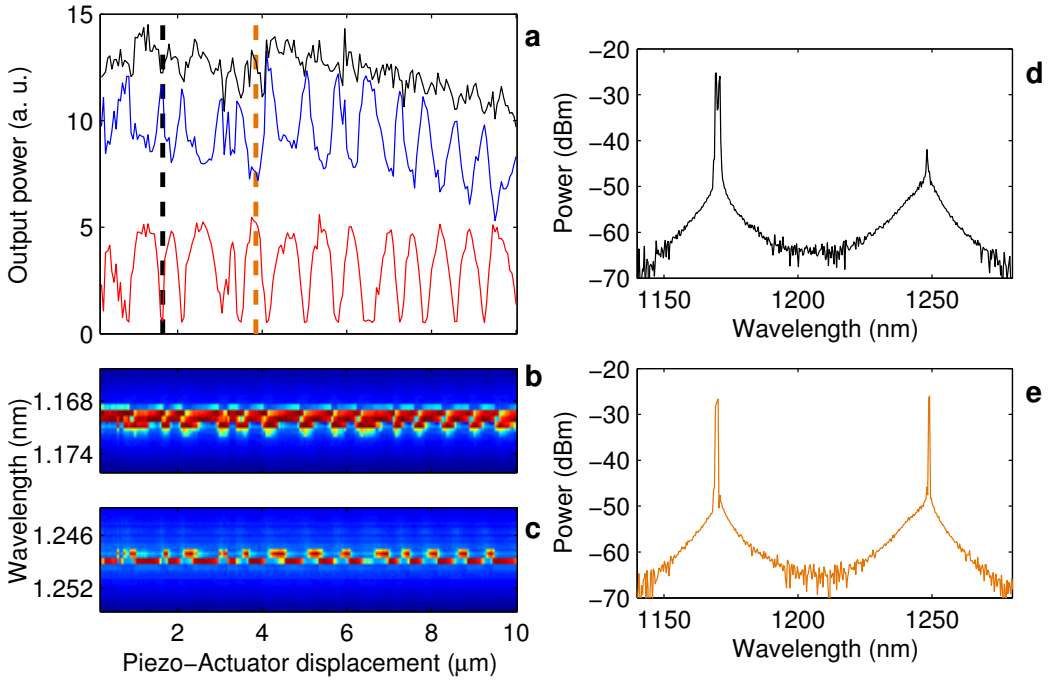 a
15
10
5
0
Output power (a. u.)
b
1.168
1.174
c
1.246
1.252
Wavelength (nm)
2 4 6 8 10
Piezo−Actuator displacement (μm)
d
−20
−30
−40
−50
−60
−70
Power (dBm)
1150 1200 1250
Wavelength (nm)
e
−20
−30
−40
−50
−60
−70
Power (dBm)
1150 1200 1250
Wavelength (nm)